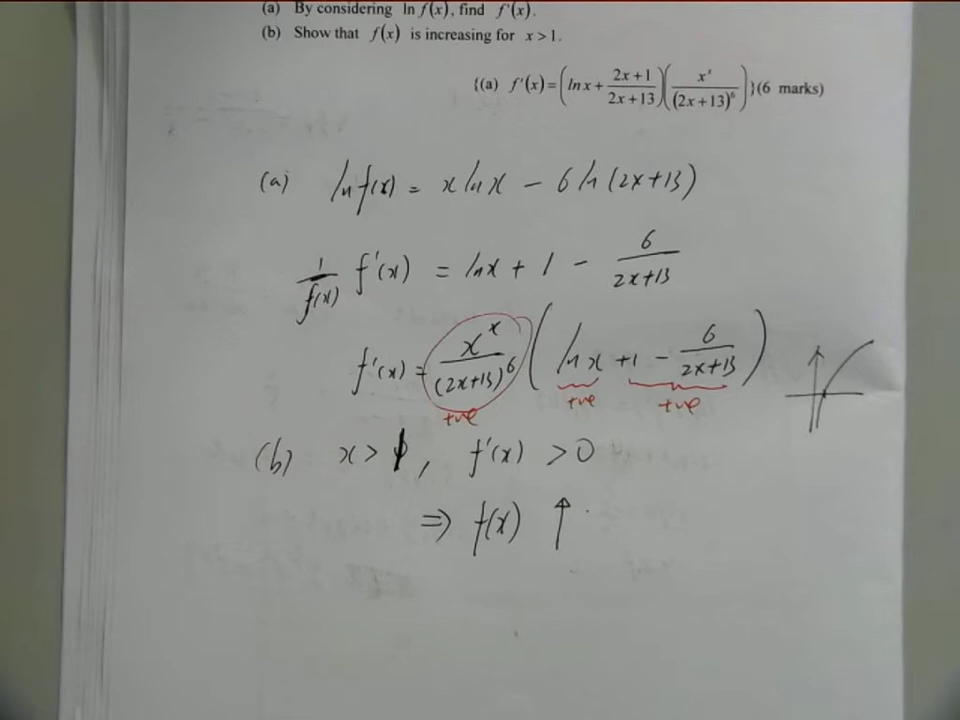 (a) By considering ln f(x), find f'(x).
(b) Show that f(x) is increasing for x > 1.
{(a) f'(x) = (ln x + (2x+1)/(2x+13))(x^x/(2x+13)^6)}(6 marks)
(a) ln f(x) = x ln x − 6 ln (2x+13)
1/f(x) f'(x) = ln x + 1 − 6/(2x+13)
f'(x) = x^x/(2x+13)^6 (ln x + 1 − 6/(2x+13))
+ve +ve +ve
(b) x > 1, f'(x) > 0
⇒ f(x) ↑